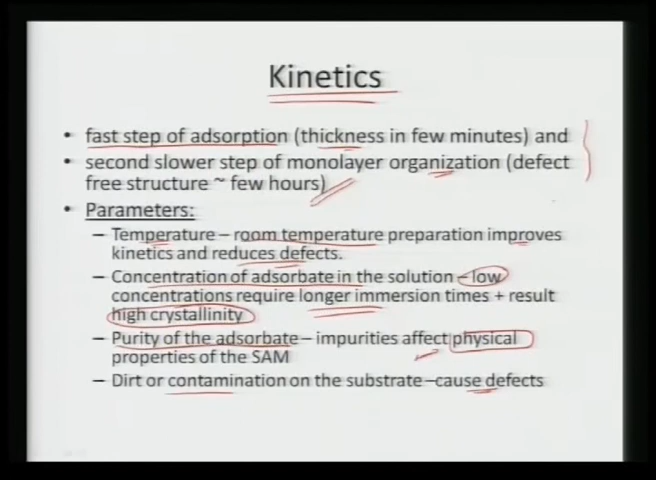 Kinetics
• fast step of adsorption (thickness in few minutes) and
• second slower step of monolayer organization (defect
free structure ~ few hours)
• Parameters:
– Temperature – room temperature preparation improves
kinetics and reduces defects.
– Concentration of adsorbate in the solution – low
concentrations require longer immersion times + result
high crystallinity
– Purity of the adsorbate – impurities affect physical
properties of the SAM
– Dirt or contamination on the substrate –cause defects